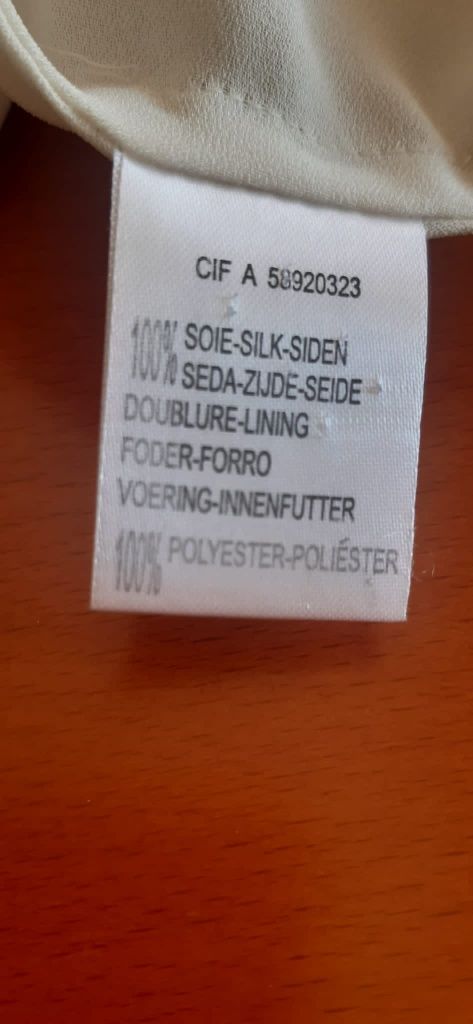 CIF A 58920323
100% SOIE-SILK-SIDEN
SEDA-ZIJDE-SEIDE
DOUBLURE-LINING
FODER-FORRO
VOERING-INNENFUTTER
100% POLYESTER-POLIÉSTER